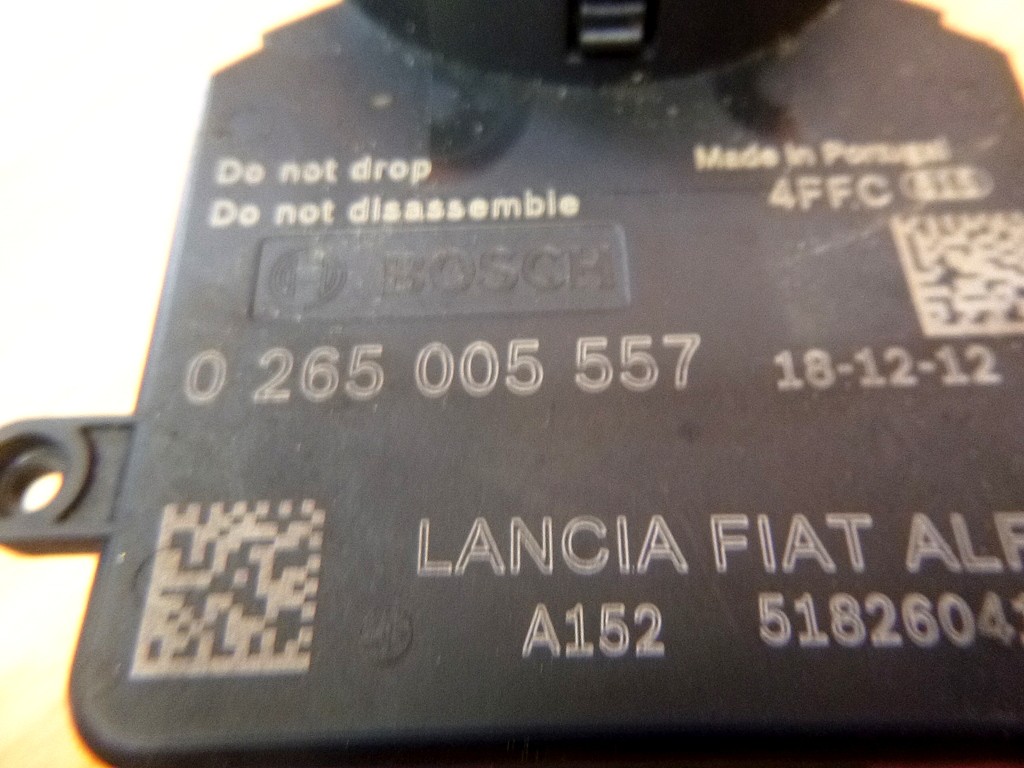 Do not drop
Do not disassemble
Made in Portugal
4FFC
BOSCH
0 265 005 557
18-12-12
LANCIA FIAT ALF
A152
5182604